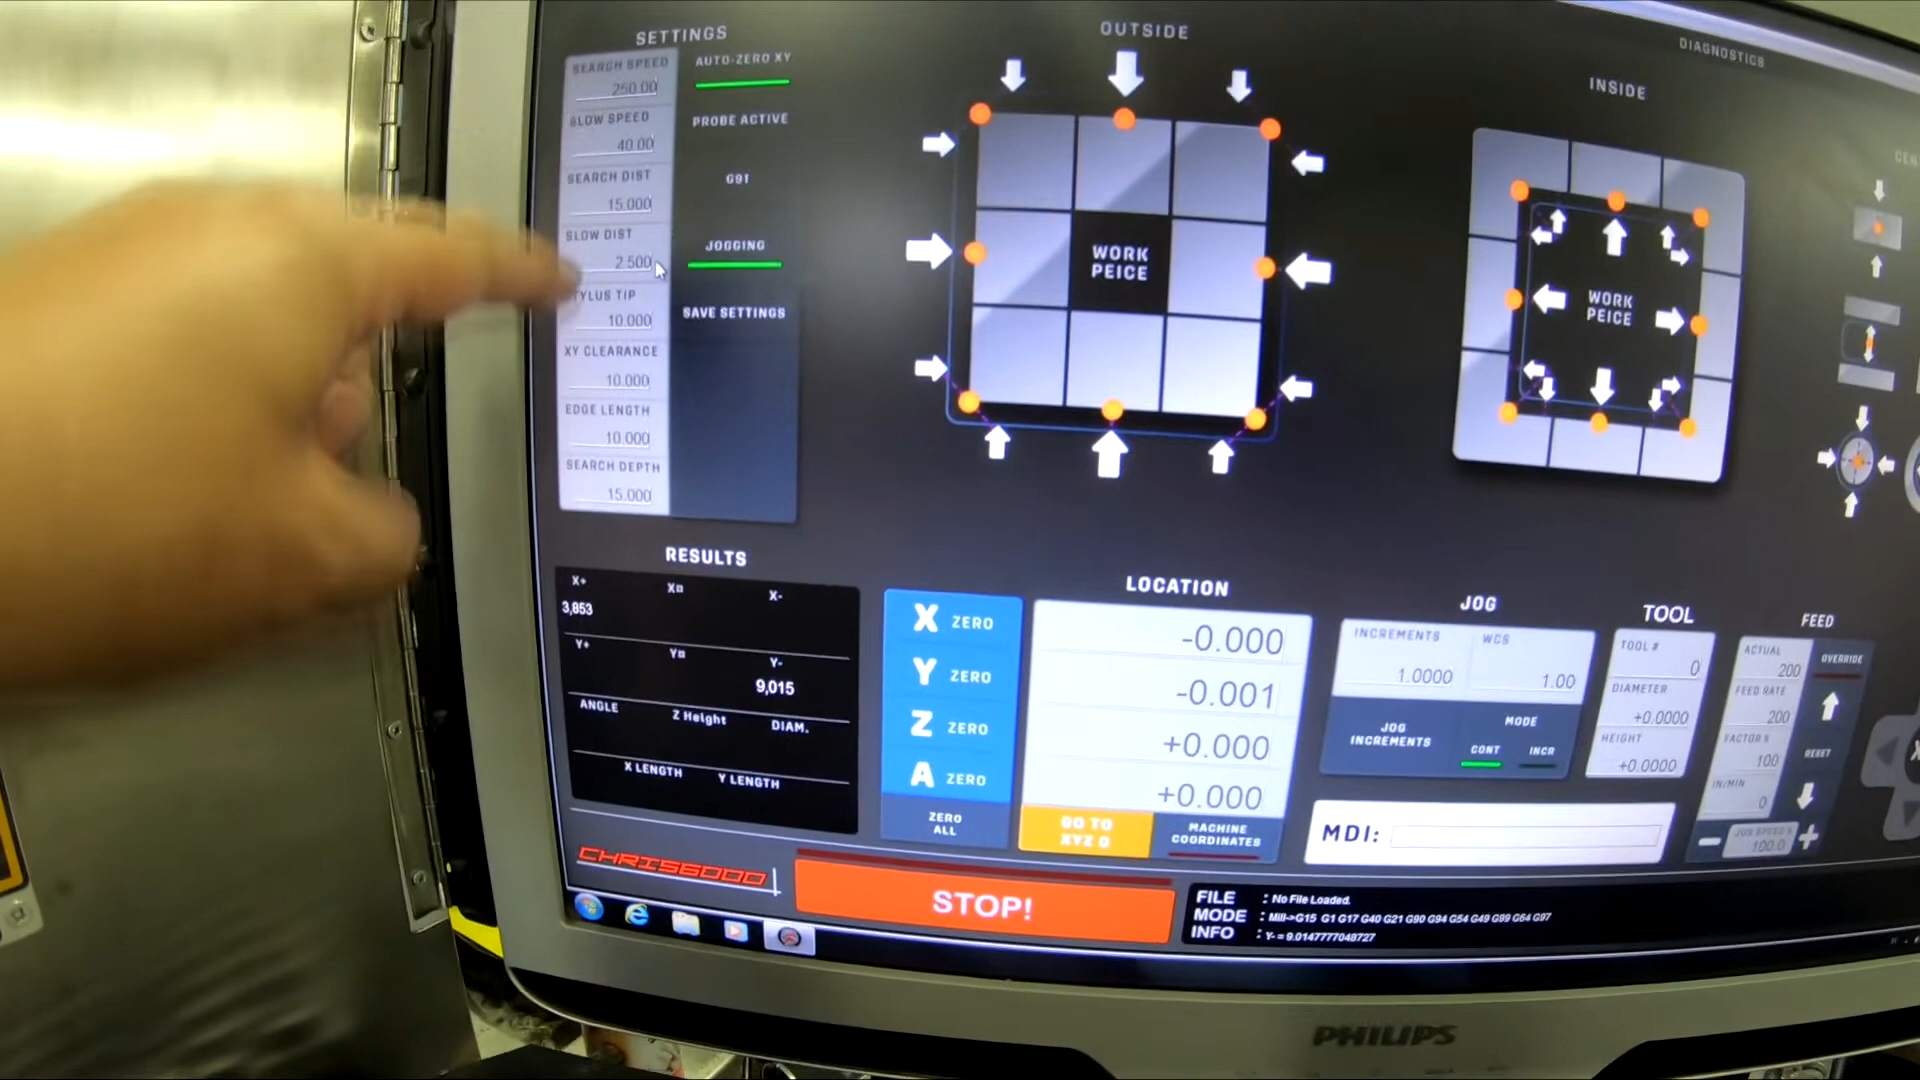 SETTINGS
SEARCH SPEED
250.00
SLOW SPEED
40.00
SEARCH DIST
15.000
SLOW DIST
2.500
TYLUS TIP
10.000
XY CLEARANCE
10.000
EDGE LENGTH
10.000
SEARCH DEPTH
15.000
AUTO-ZERO XY
PROBE ACTIVE
G91
JOGGING
SAVE SETTINGS
OUTSIDE
WORK
PEICE
INSIDE
WORK
PEICE
DIAGNOSTICS
CEN
RESULTS
X+
X¤
X-
3,853
Y+
Y¤
Y-
9,015
ANGLE
Z Height
DIAM.
X LENGTH
Y LENGTH
X ZERO
Y ZERO
Z ZERO
A ZERO
ZERO
ALL
LOCATION
-0.000
-0.001
+0.000
+0.000
GO TO
XYZ 0
MACHINE
COORDINATES
JOG
INCREMENTS
1.0000
WCS
1.00
JOG
INCREMENTS
MODE
CONT
INCR
TOOL
TOOL #
0
DIAMETER
+0.0000
HEIGHT
+0.0000
FEED
ACTUAL
200
FEED RATE
200
FACTOR %
100
IN/MIN
0
OVERRIDE
RESET
JOG SPEED %
100.0
X
MDI:
CHRIS6000
STOP!
FILE : No File Loaded.
MODE : Mill->G15 G1 G17 G40 G21 G90 G94 G54 G49 G99 G64 G97
INFO : Y- = 9.0147777048727
PHILIPS